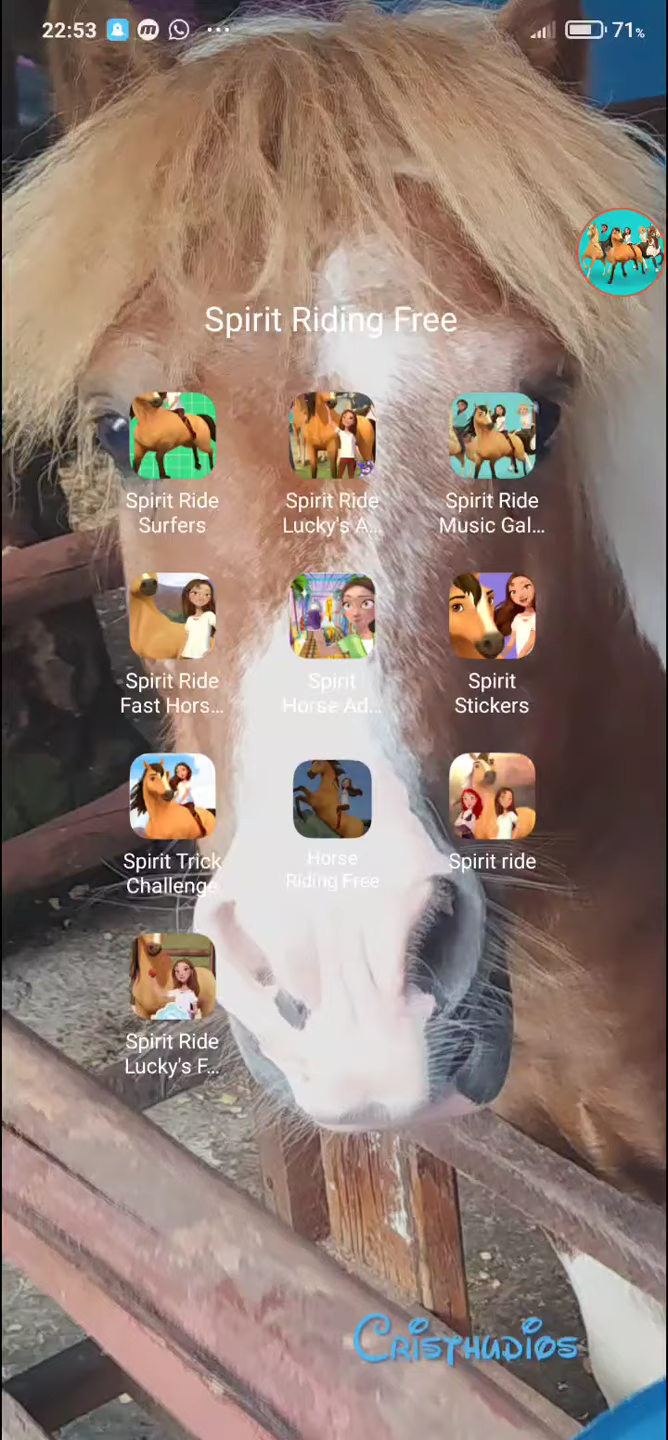 22:53
71%
Spirit Riding Free
Spirit Ride
Surfers
Spirit Ride
Lucky's A...
Spirit Ride
Music Gal...
Spirit Ride
Fast Hors...
Spirit
Horse Ad...
Spirit
Stickers
Spirit Trick
Challenge
Horse
Riding Free
Spirit ride
Spirit Ride
Lucky's F...
Cristhudios